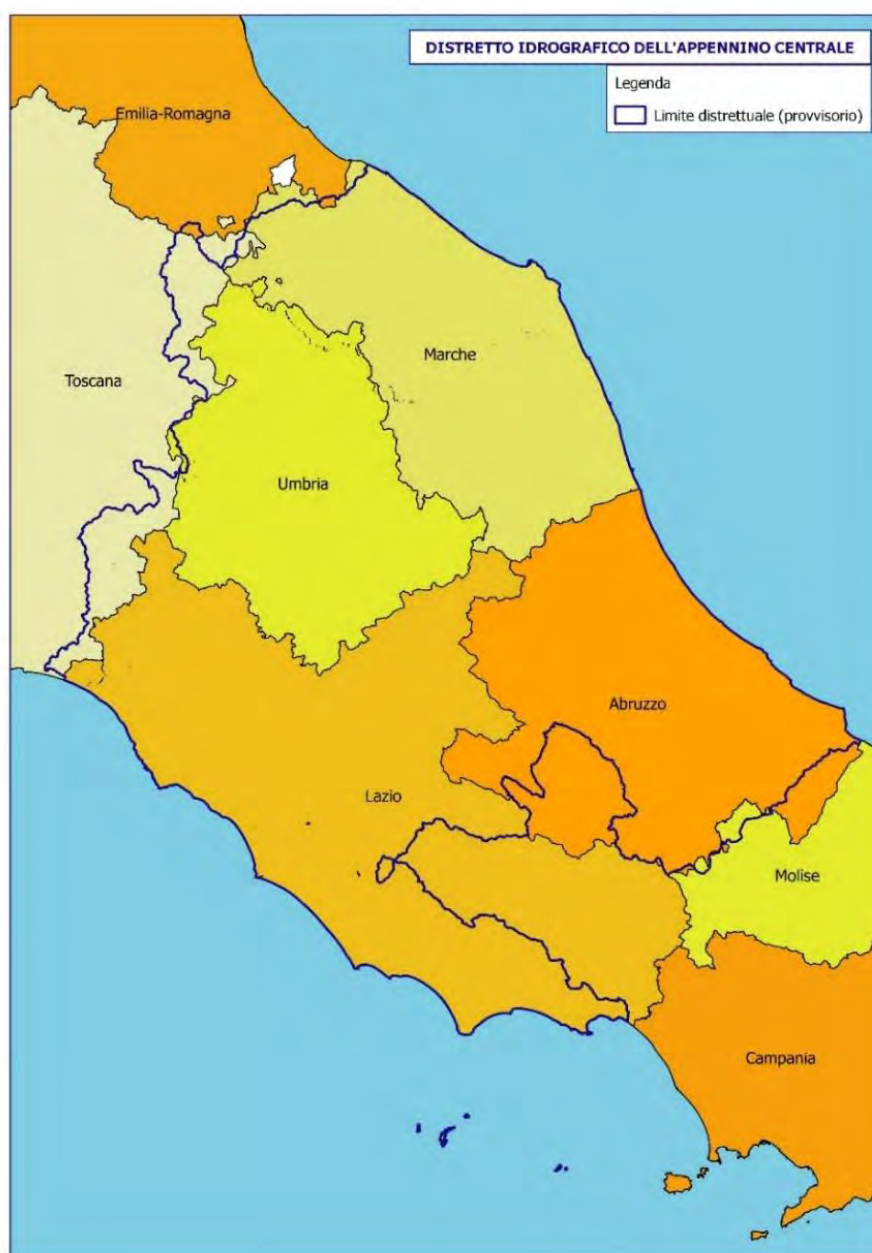 DISTRETTO IDROGRAFICO DELL'APPENNINO CENTRALE
Legenda
Limite distrettuale (provvisorio)
Emilia-Romagna
Marche
Toscana
Umbria
Abruzzo
Lazio
Molise
Campania